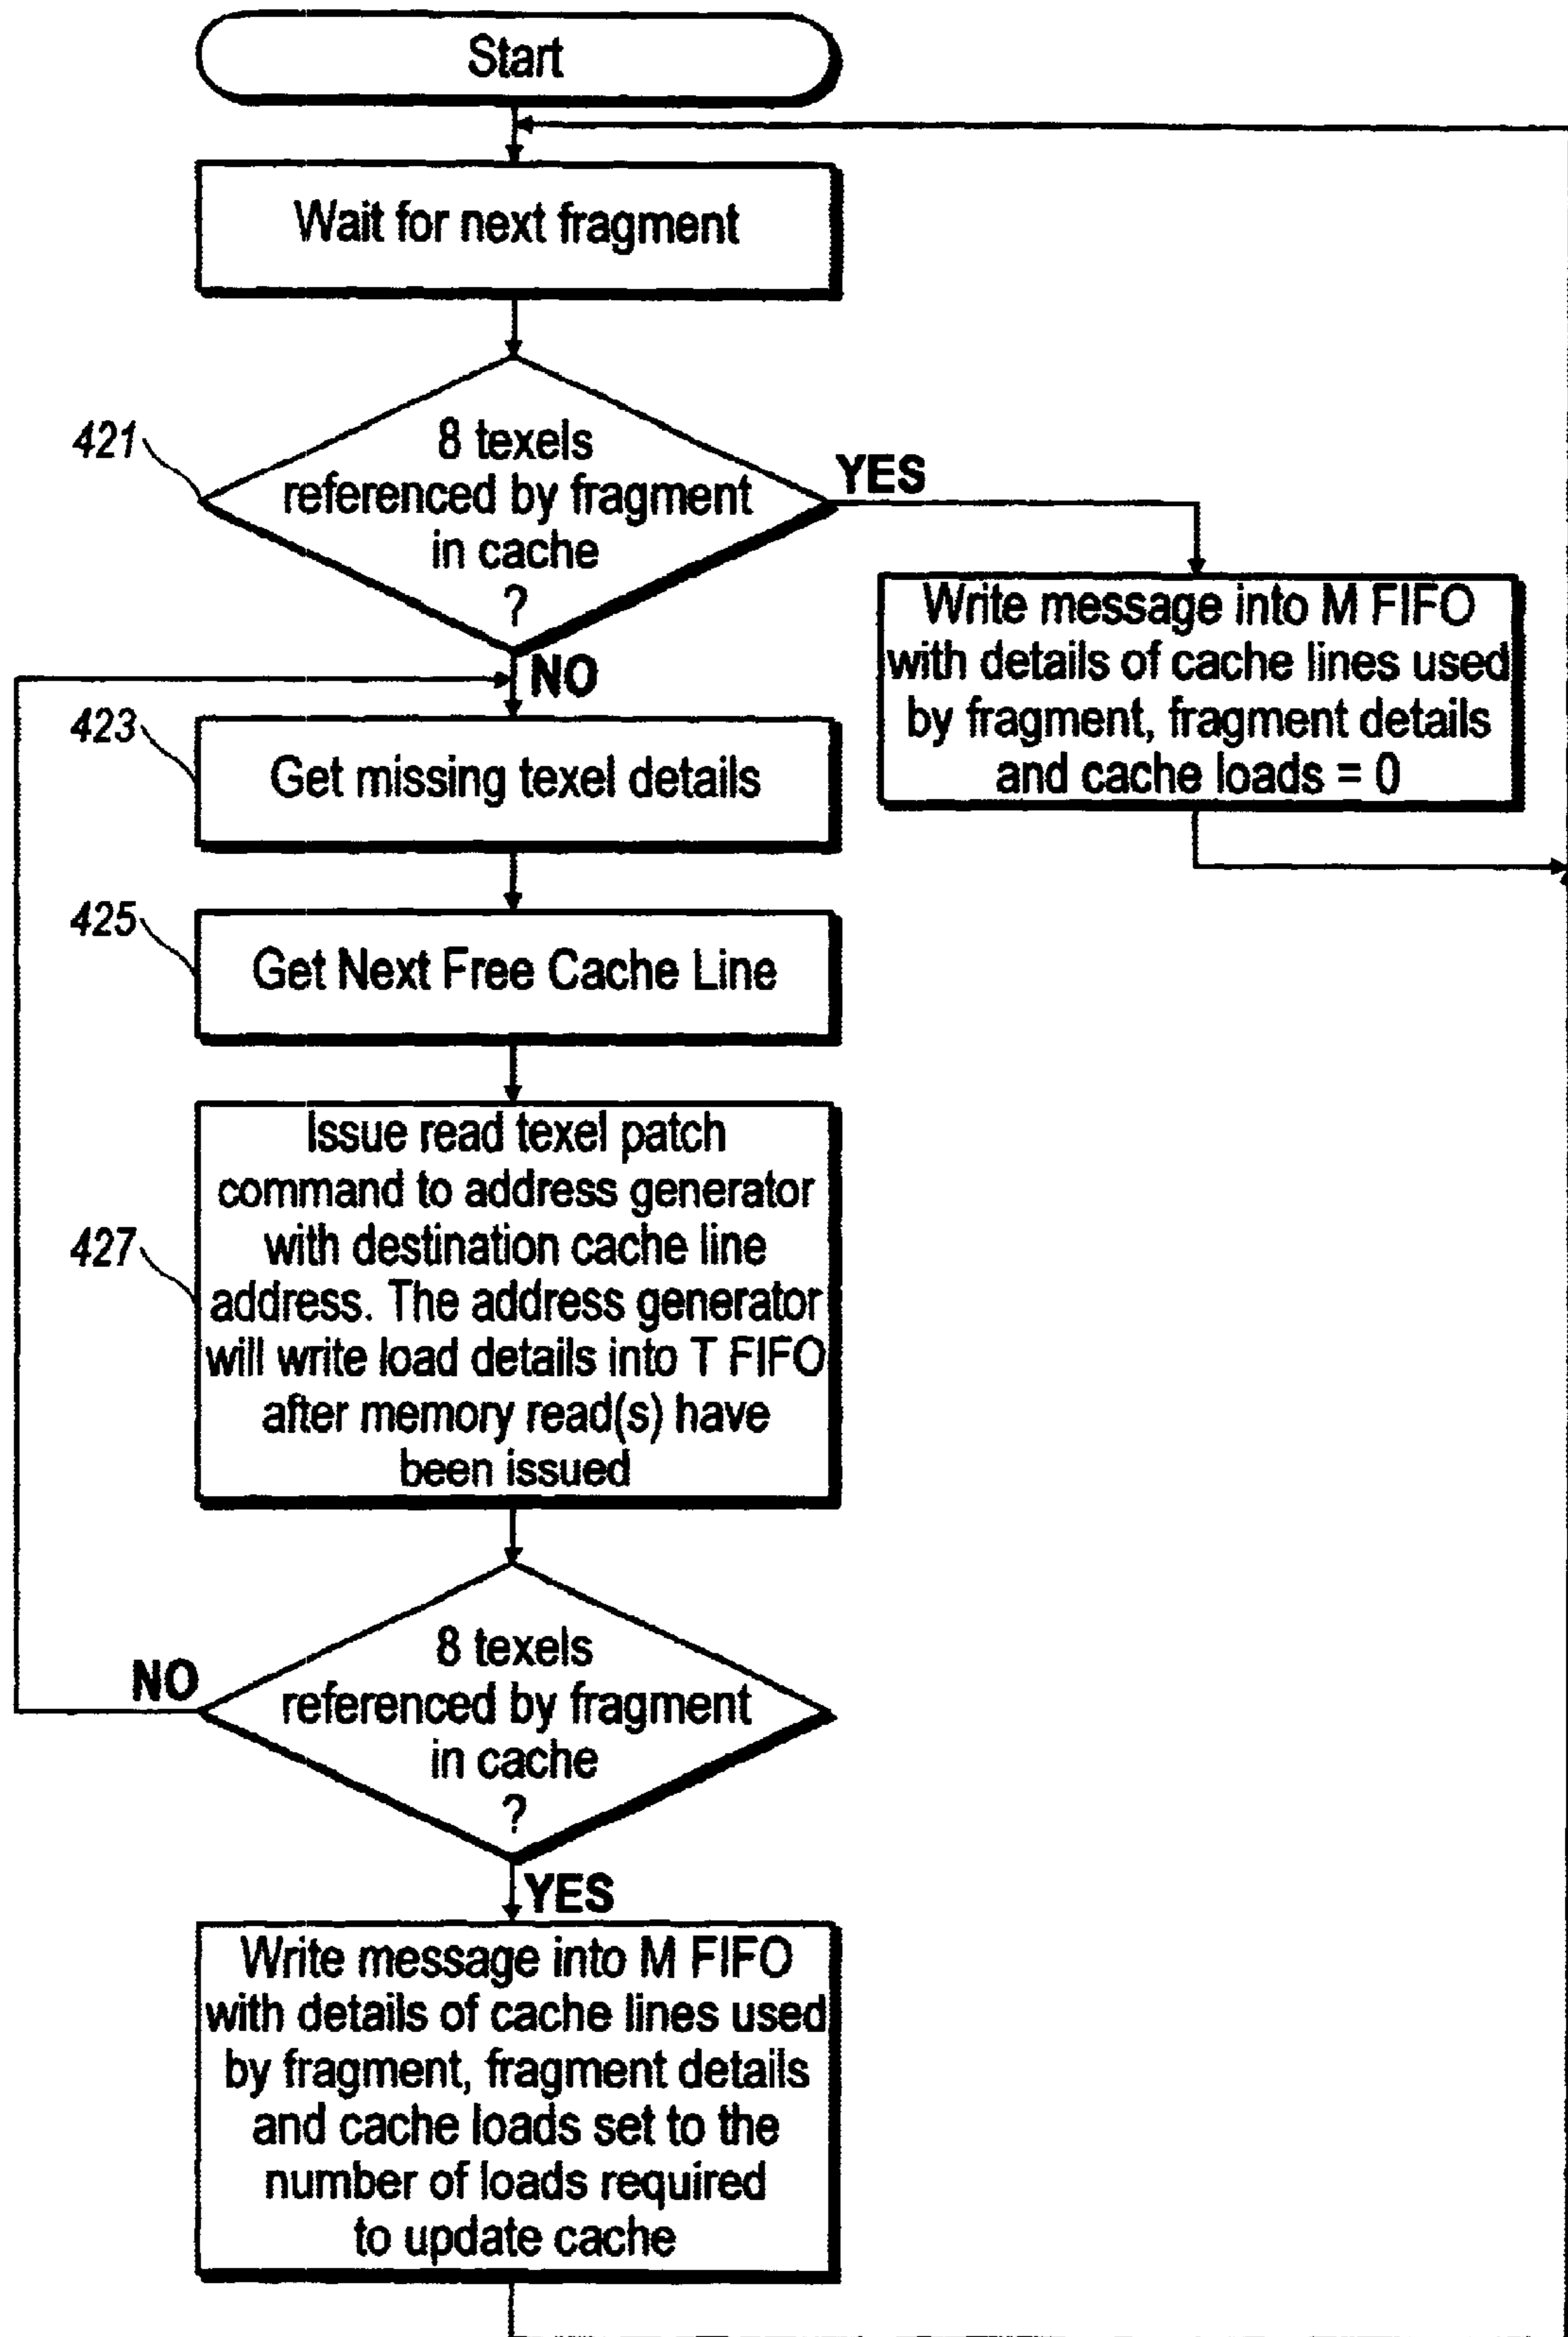 Start
Wait for next fragment
421
8 texels
referenced by fragment
in cache
?
YES
Write message into M FIFO
with details of cache lines used
by fragment, fragment details
and cache loads = 0
NO
423
Get missing texel details
425
Get Next Free Cache Line
427
Issue read texel patch
command to address generator
with destination cache line
address. The address generator
will write load details into T FIFO
after memory read(s) have
been issued
8 texels
referenced by fragment
in cache
?
NO
YES
Write message into M FIFO
with details of cache lines used
by fragment, fragment details
and cache loads set to the
number of loads required
to update cache